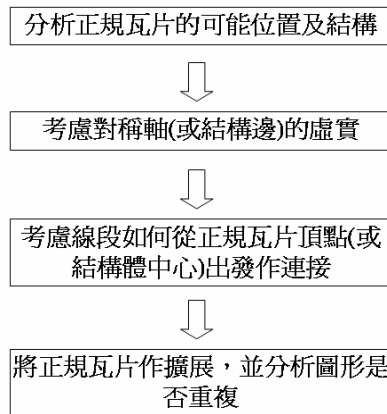 分析正規瓦片的可能位置及結構
考慮對稱軸(或結構邊)的虛實
考慮線段如何從正規瓦片頂點(或
結構體中心)出發作連接
將正規瓦片作擴展，並分析圖形是
否重複